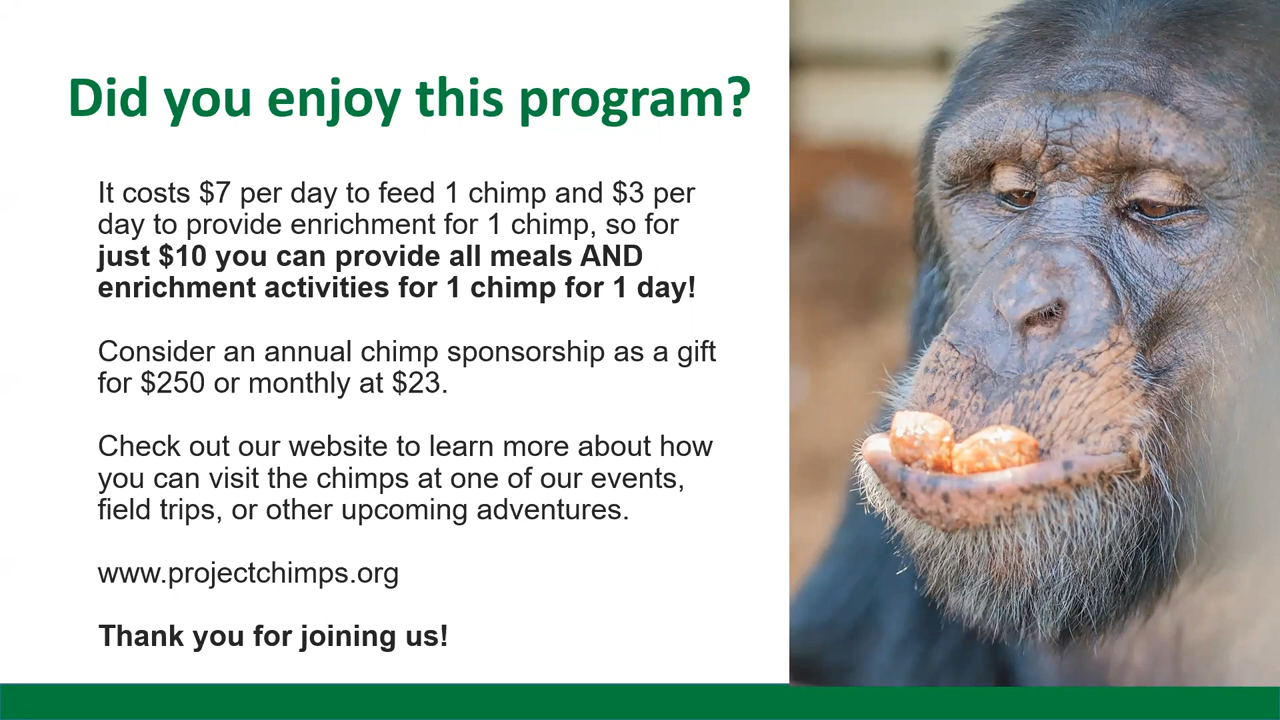 Did you enjoy this program?
It costs $7 per day to feed 1 chimp and $3 per
day to provide enrichment for 1 chimp, so for
just $10 you can provide all meals AND
enrichment activities for 1 chimp for 1 day!
Consider an annual chimp sponsorship as a gift
for $250 or monthly at $23.
Check out our website to learn more about how
you can visit the chimps at one of our events,
field trips, or other upcoming adventures.
www.projectchimps.org
Thank you for joining us!